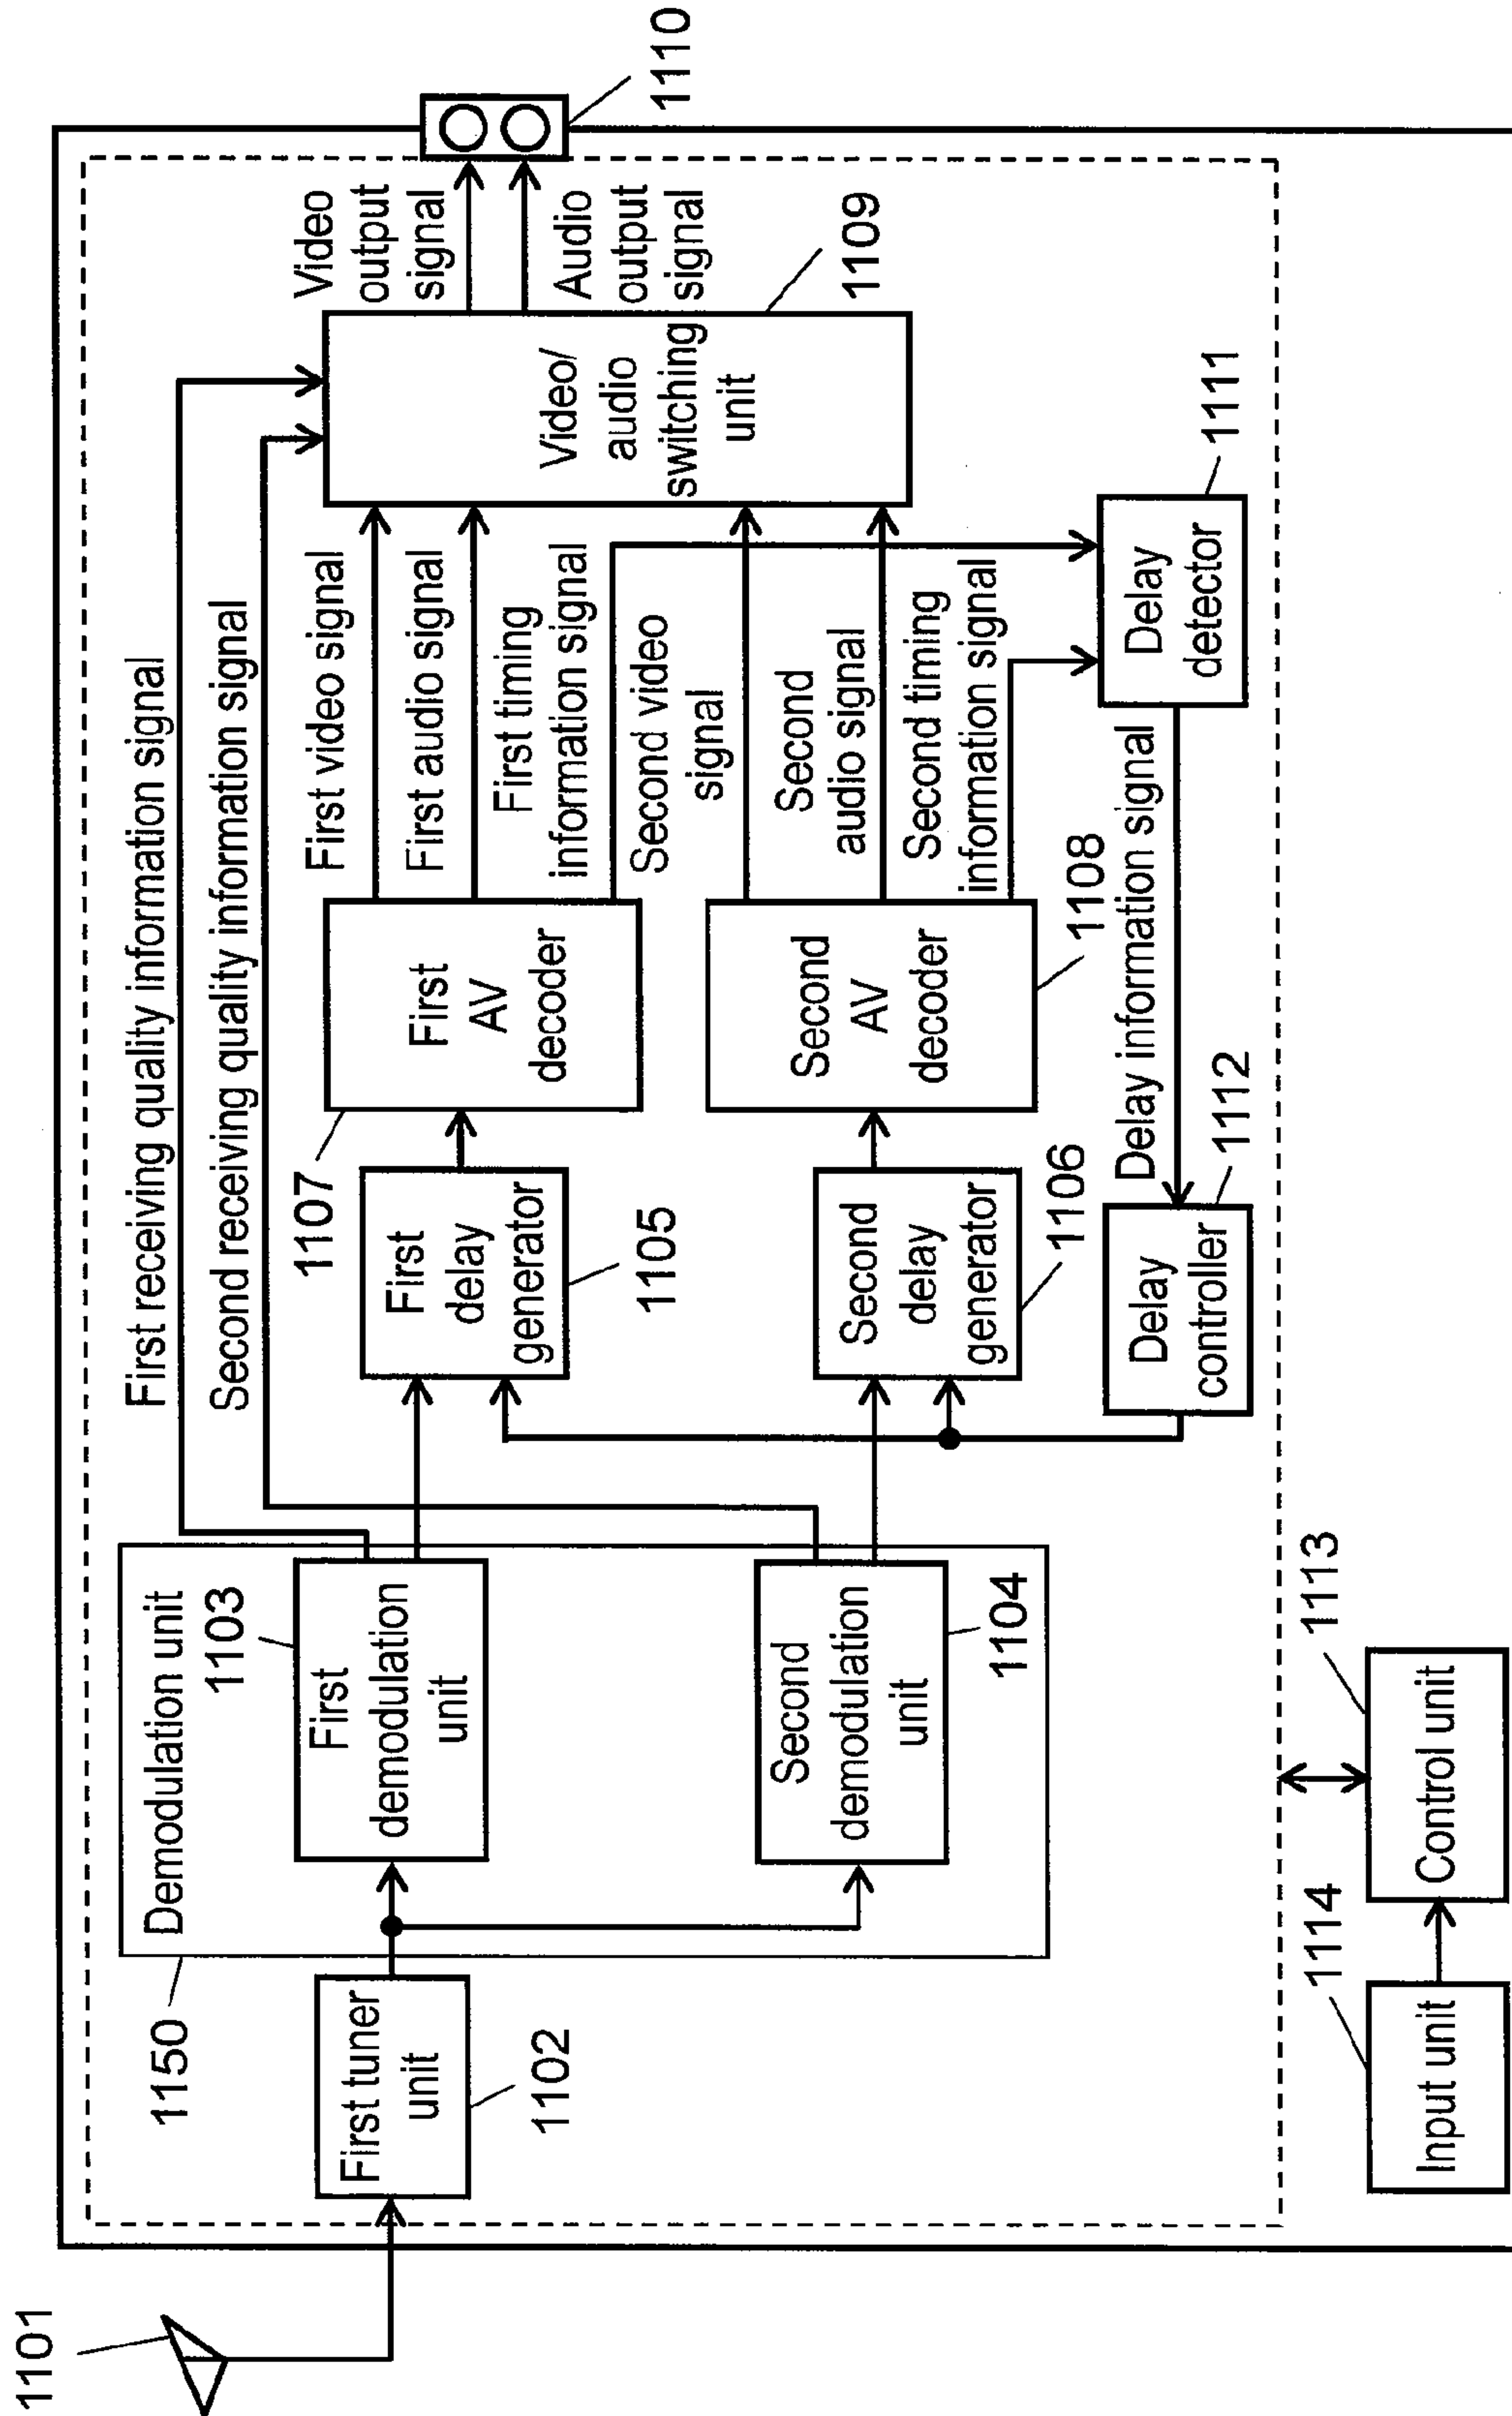 First receiving quality information signal
Second receiving quality information signal
1101
1150
Demodulation unit
1103
First
demodulation
unit
Second
demodulation
unit
1104
First tuner
unit
1102
1107
First
delay
generator
1105
Second
delay
generator
1106
First
AV
decoder
Second
AV
decoder
1108
First video signal
First audio signal
First timing
information signal
Second video
signal
Second
audio signal
Second timing
information signal
Video/
audio
switching
unit
1109
Video
output
signal
Audio
output
signal
1110
Delay
detector
1111
Delay information signal
Delay
controller
1112
1114
Input unit
1113
Control unit